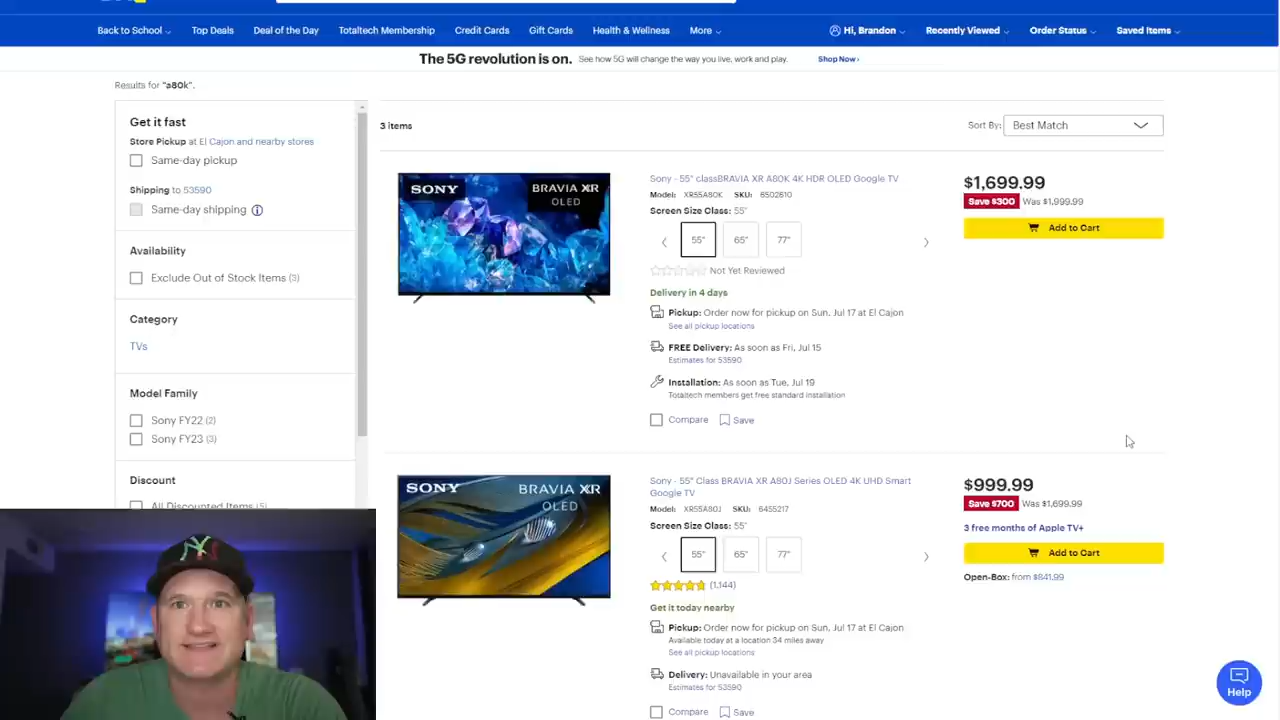 Back to School
Top Deals
Deal of the Day
Totaltech Membership
Credit Cards
Gift Cards
Health & Wellness
More
Hi, Brandon
Recently Viewed
Order Status
Saved Items
The 5G revolution is on. See how 5G will change the way you live, work and play. Shop Now›
Results for "a80k".
Get it fast
Store Pickup at El Cajon and nearby stores
Same-day pickup
Shipping to 53590
Same-day shipping
Availability
Exclude Out of Stock Items (3)
Category
TVs
Model Family
Sony FY22 (2)
Sony FY23 (3)
Discount
All Discounted Items (5)
3 items
Sort By: Best Match
SONY
BRAVIA XR
OLED
Sony - 55" classBRAVIA XR A80K 4K HDR OLED Google TV
Model: XR55A80K SKU: 6502610
Screen Size Class: 55"
55" 65" 77"
Not Yet Reviewed
Delivery in 4 days
Pickup: Order now for pickup on Sun, Jul 17 at El Cajon
See all pickup locations
FREE Delivery: As soon as Fri, Jul 15
Estimates for 53590
Installation: As soon as Tue, Jul 19
Totaltech members get free standard installation
Compare Save
$1,699.99
Save $300 Was $1,999.99
Add to Cart
SONY
BRAVIA XR
OLED
Sony - 55" Class BRAVIA XR A80J Series OLED 4K UHD Smart
Google TV
Model: XR55A80J SKU: 6455217
Screen Size Class: 55"
55" 65" 77"
(1,144)
Get it today nearby
Pickup: Order now for pickup on Sun, Jul 17 at El Cajon
Available today at a location 34 miles away
See all pickup locations
Delivery: Unavailable in your area
Estimates for 53590
Compare Save
$999.99
Save $700 Was $1,699.99
3 free months of Apple TV+
Add to Cart
Open-Box: from $841.99
Help
NY